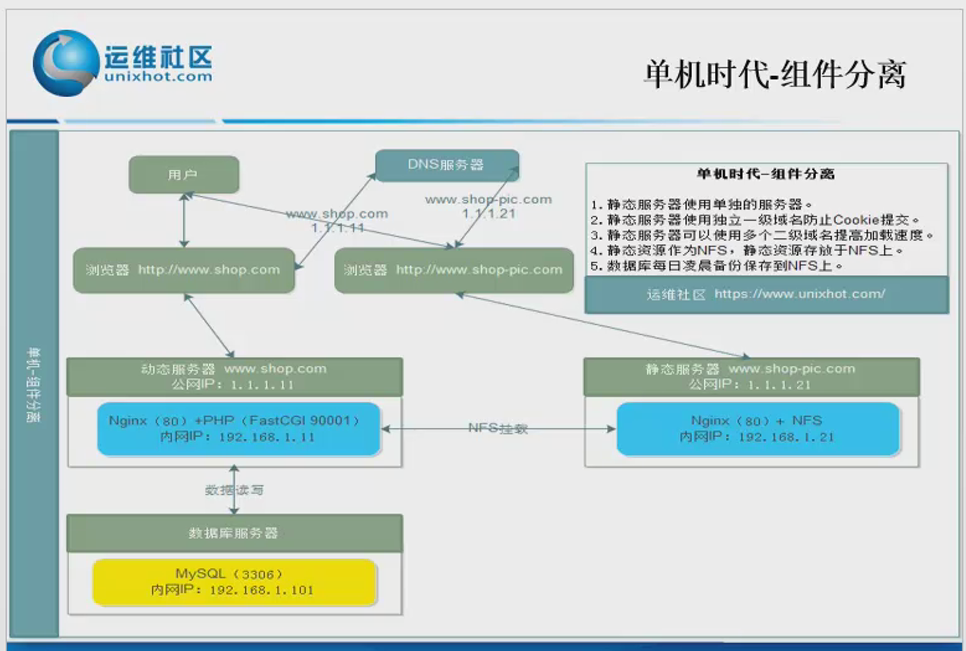 运维社区
unixhot.com
单机时代-组件分离
单机-组件分离
用户
DNS服务器
www.shop.com
1.1.1.11
www.shop-pic.com
1.1.1.21
浏览器 http://www.shop.com
浏览器 http://www.shop-pic.com
单机时代-组件分离
1. 静态服务器使用单独的服务器。
2. 静态服务器使用独立一级域名防止Cookie提交。
3. 静态服务器可以使用多个二级域名提高加载速度。
4. 静态资源作为NFS，静态资源存放于NFS上。
5. 数据库每日凌晨备份保存到NFS上。
运维社区 https://www.unixhot.com/
动态服务器 www.shop.com
公网IP：1.1.1.11
Nginx（80）+PHP（FastCGI 90001）
内网IP：192.168.1.11
NFS挂载
静态服务器 www.shop-pic.com
公网IP：1.1.1.21
Nginx（80）+ NFS
内网IP：192.168.1.21
数据读写
数据库服务器
MySQL（3306）
内网IP：192.168.1.101